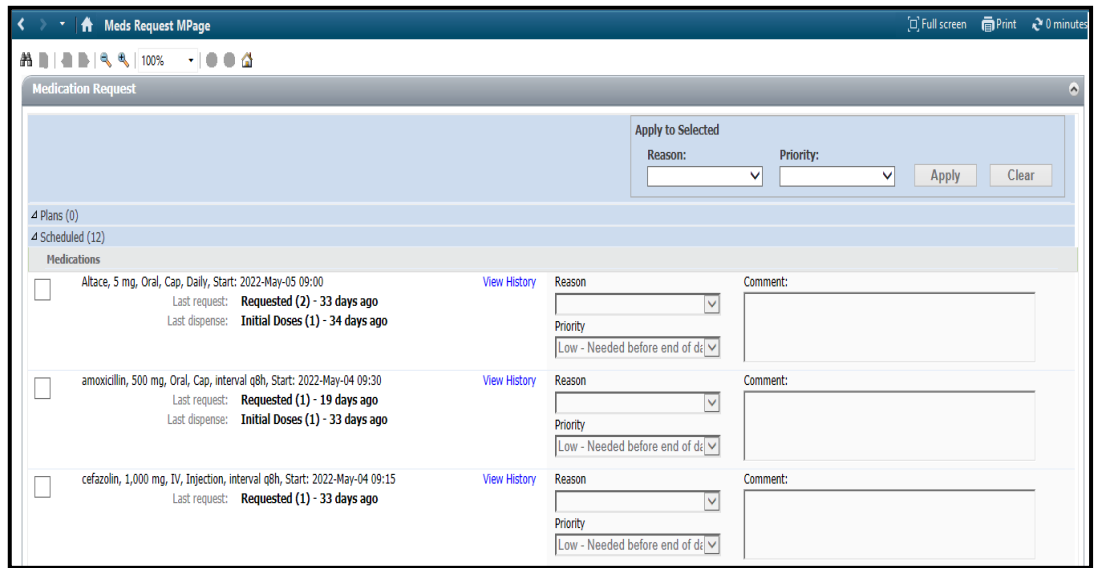 Meds Request MPage
Full screen Print 0 minutes
100%
Medication Request
Apply to Selected
Reason: Priority:
Apply Clear
Plans (0)
Scheduled (12)
Medications
Altace, 5 mg, Oral, Cap, Daily, Start: 2022-May-05 09:00 View History Reason Comment:
Last request: Requested (2) - 33 days ago
Last dispense: Initial Doses (1) - 34 days ago
Priority
Low - Needed before end of da
amoxicillin, 500 mg, Oral, Cap, interval q8h, Start: 2022-May-04 09:30 View History Reason Comment:
Last request: Requested (1) - 19 days ago
Last dispense: Initial Doses (1) - 33 days ago
Priority
Low - Needed before end of da
cefazolin, 1,000 mg, IV, Injection, interval q8h, Start: 2022-May-04 09:15 View History Reason Comment:
Last request: Requested (1) - 33 days ago
Priority
Low - Needed before end of da